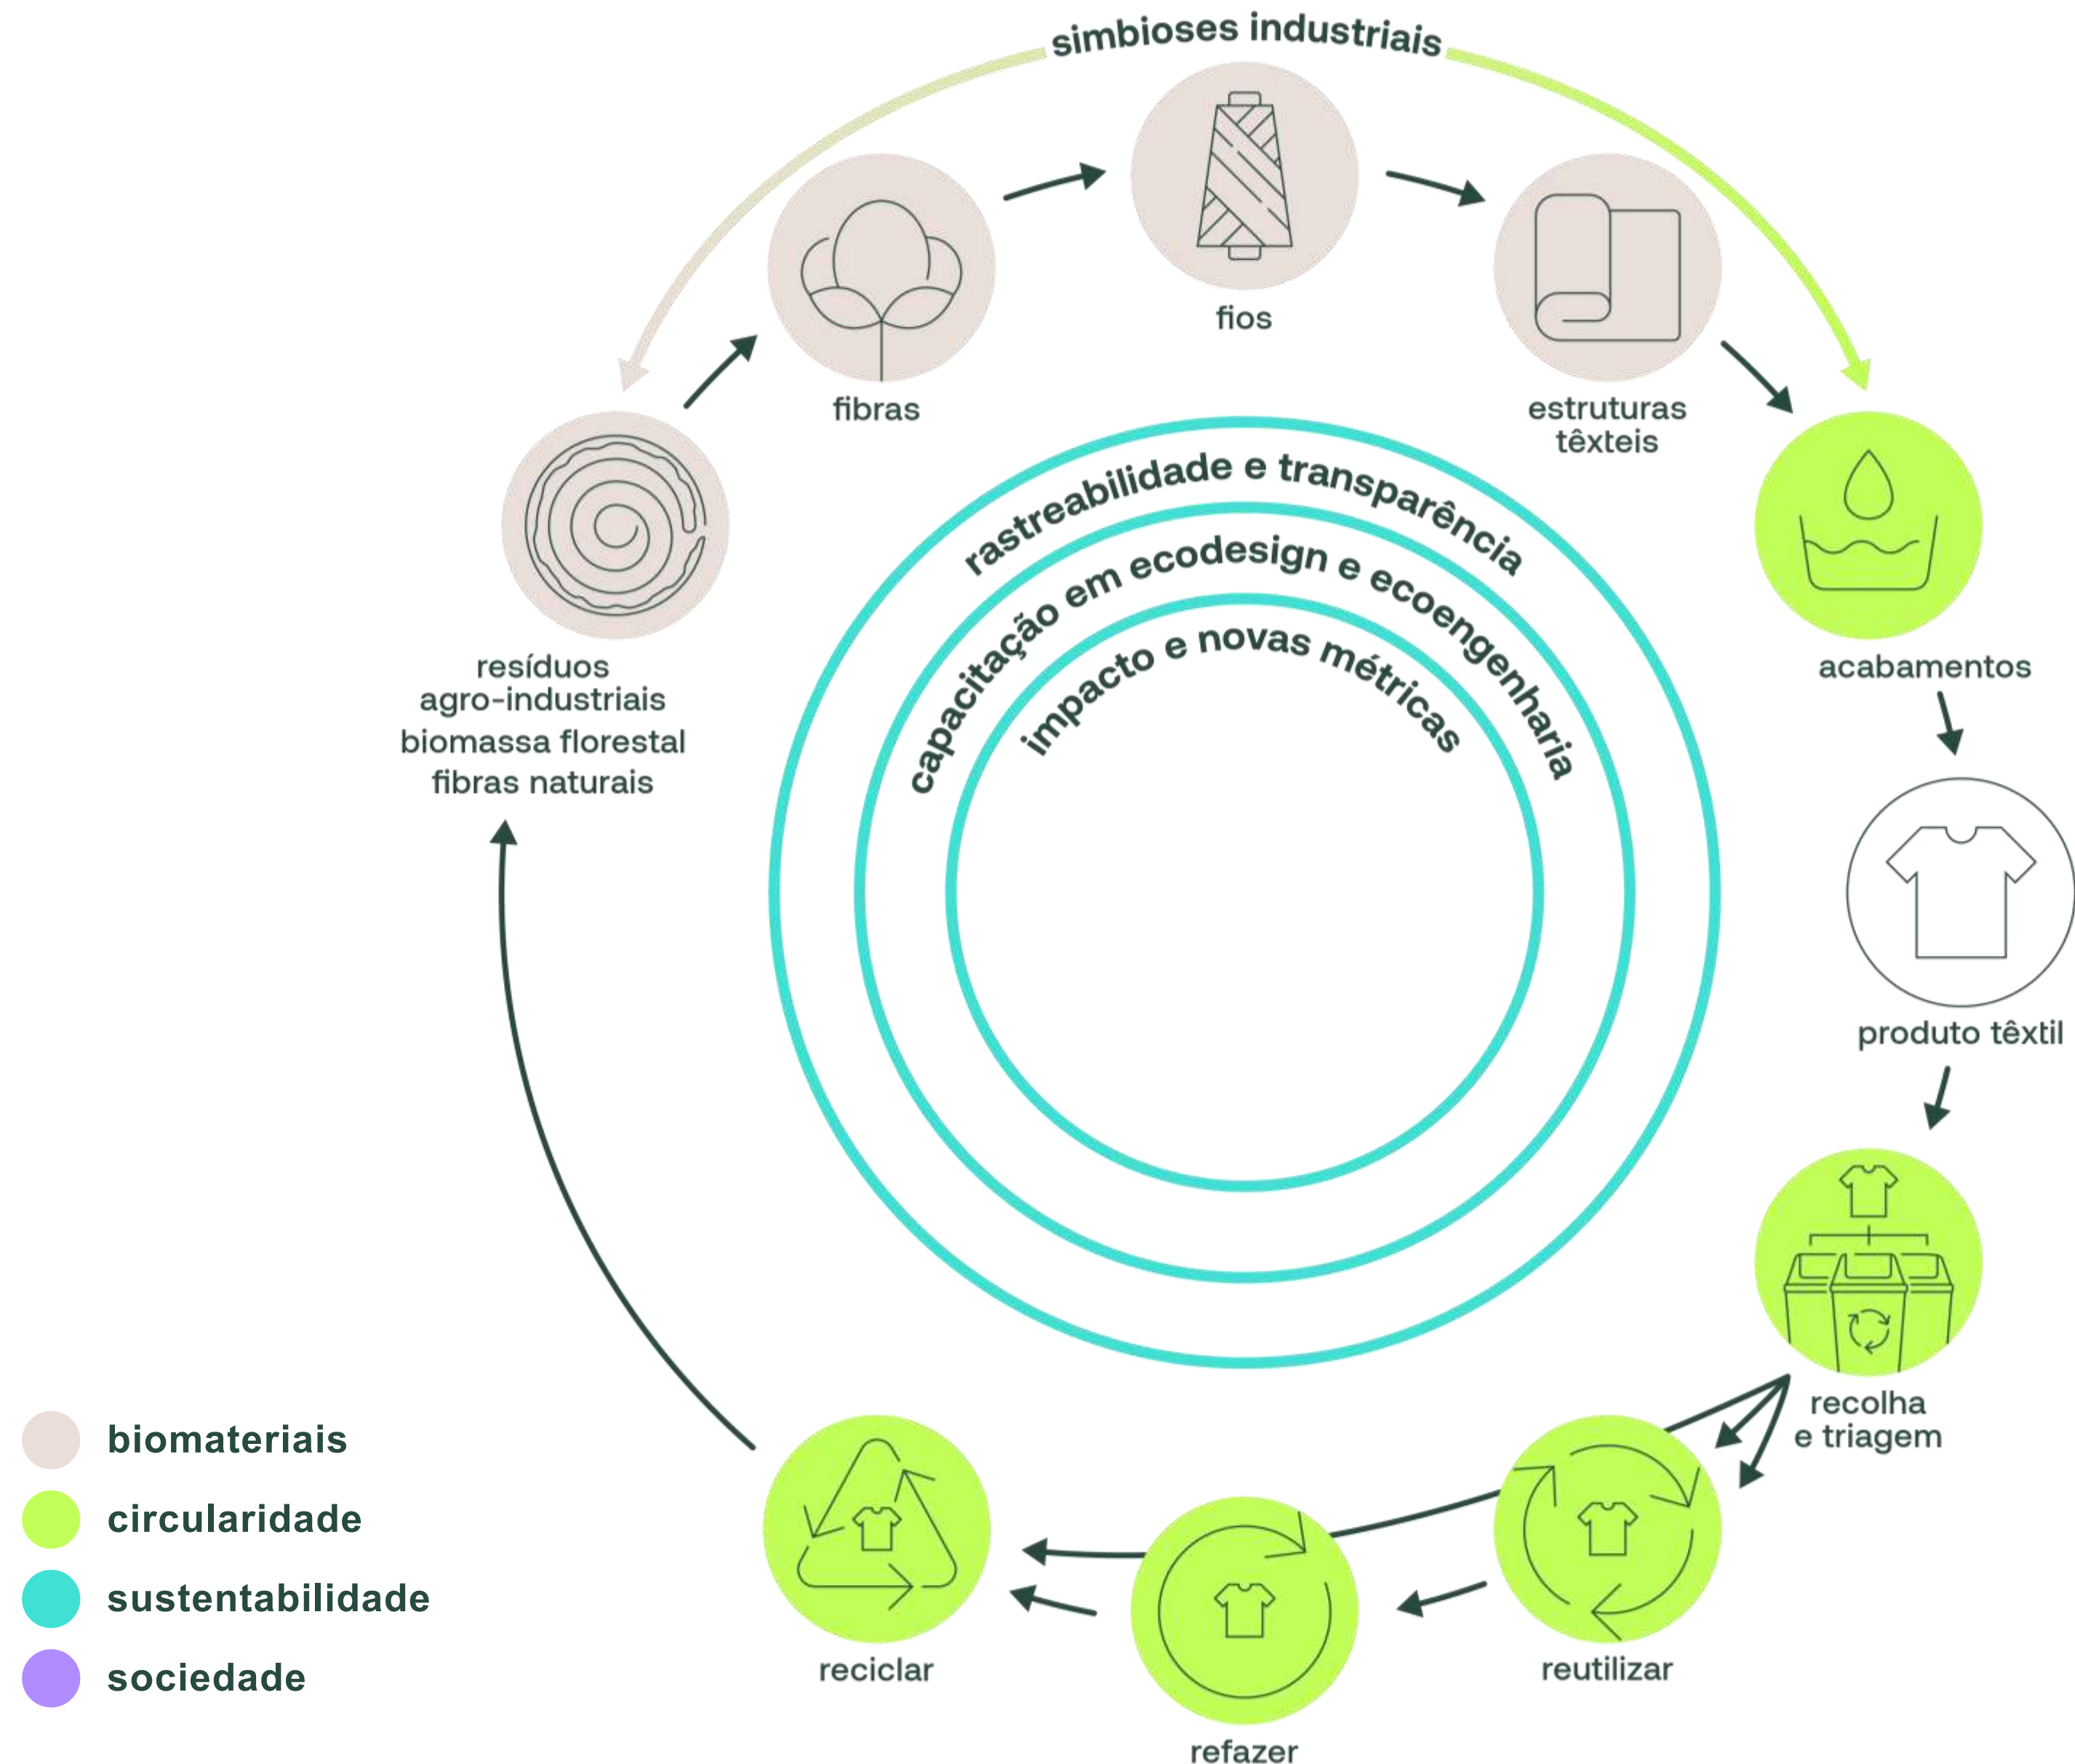 simbioses industriais
fios
fibras
estruturas
têxteis
rastreabilidade e transparência
capacitação em ecodesign e ecoengenharia
impacto e novas métricas
resíduos
agro-industriais
biomassa florestal
fibras naturais
acabamentos
produto têxtil
recolha
e triagem
reutilizar
refazer
reciclar
biomateriais
circularidade
sustentabilidade
sociedade